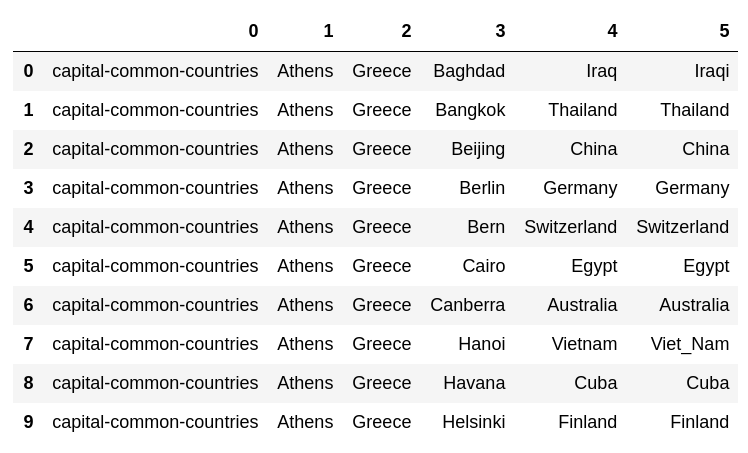 0 1 2 3 4 5
0 capital-common-countries Athens Greece Baghdad Iraq Iraqi
1 capital-common-countries Athens Greece Bangkok Thailand Thailand
2 capital-common-countries Athens Greece Beijing China China
3 capital-common-countries Athens Greece Berlin Germany Germany
4 capital-common-countries Athens Greece Bern Switzerland Switzerland
5 capital-common-countries Athens Greece Cairo Egypt Egypt
6 capital-common-countries Athens Greece Canberra Australia Australia
7 capital-common-countries Athens Greece Hanoi Vietnam Viet_Nam
8 capital-common-countries Athens Greece Havana Cuba Cuba
9 capital-common-countries Athens Greece Helsinki Finland Finland